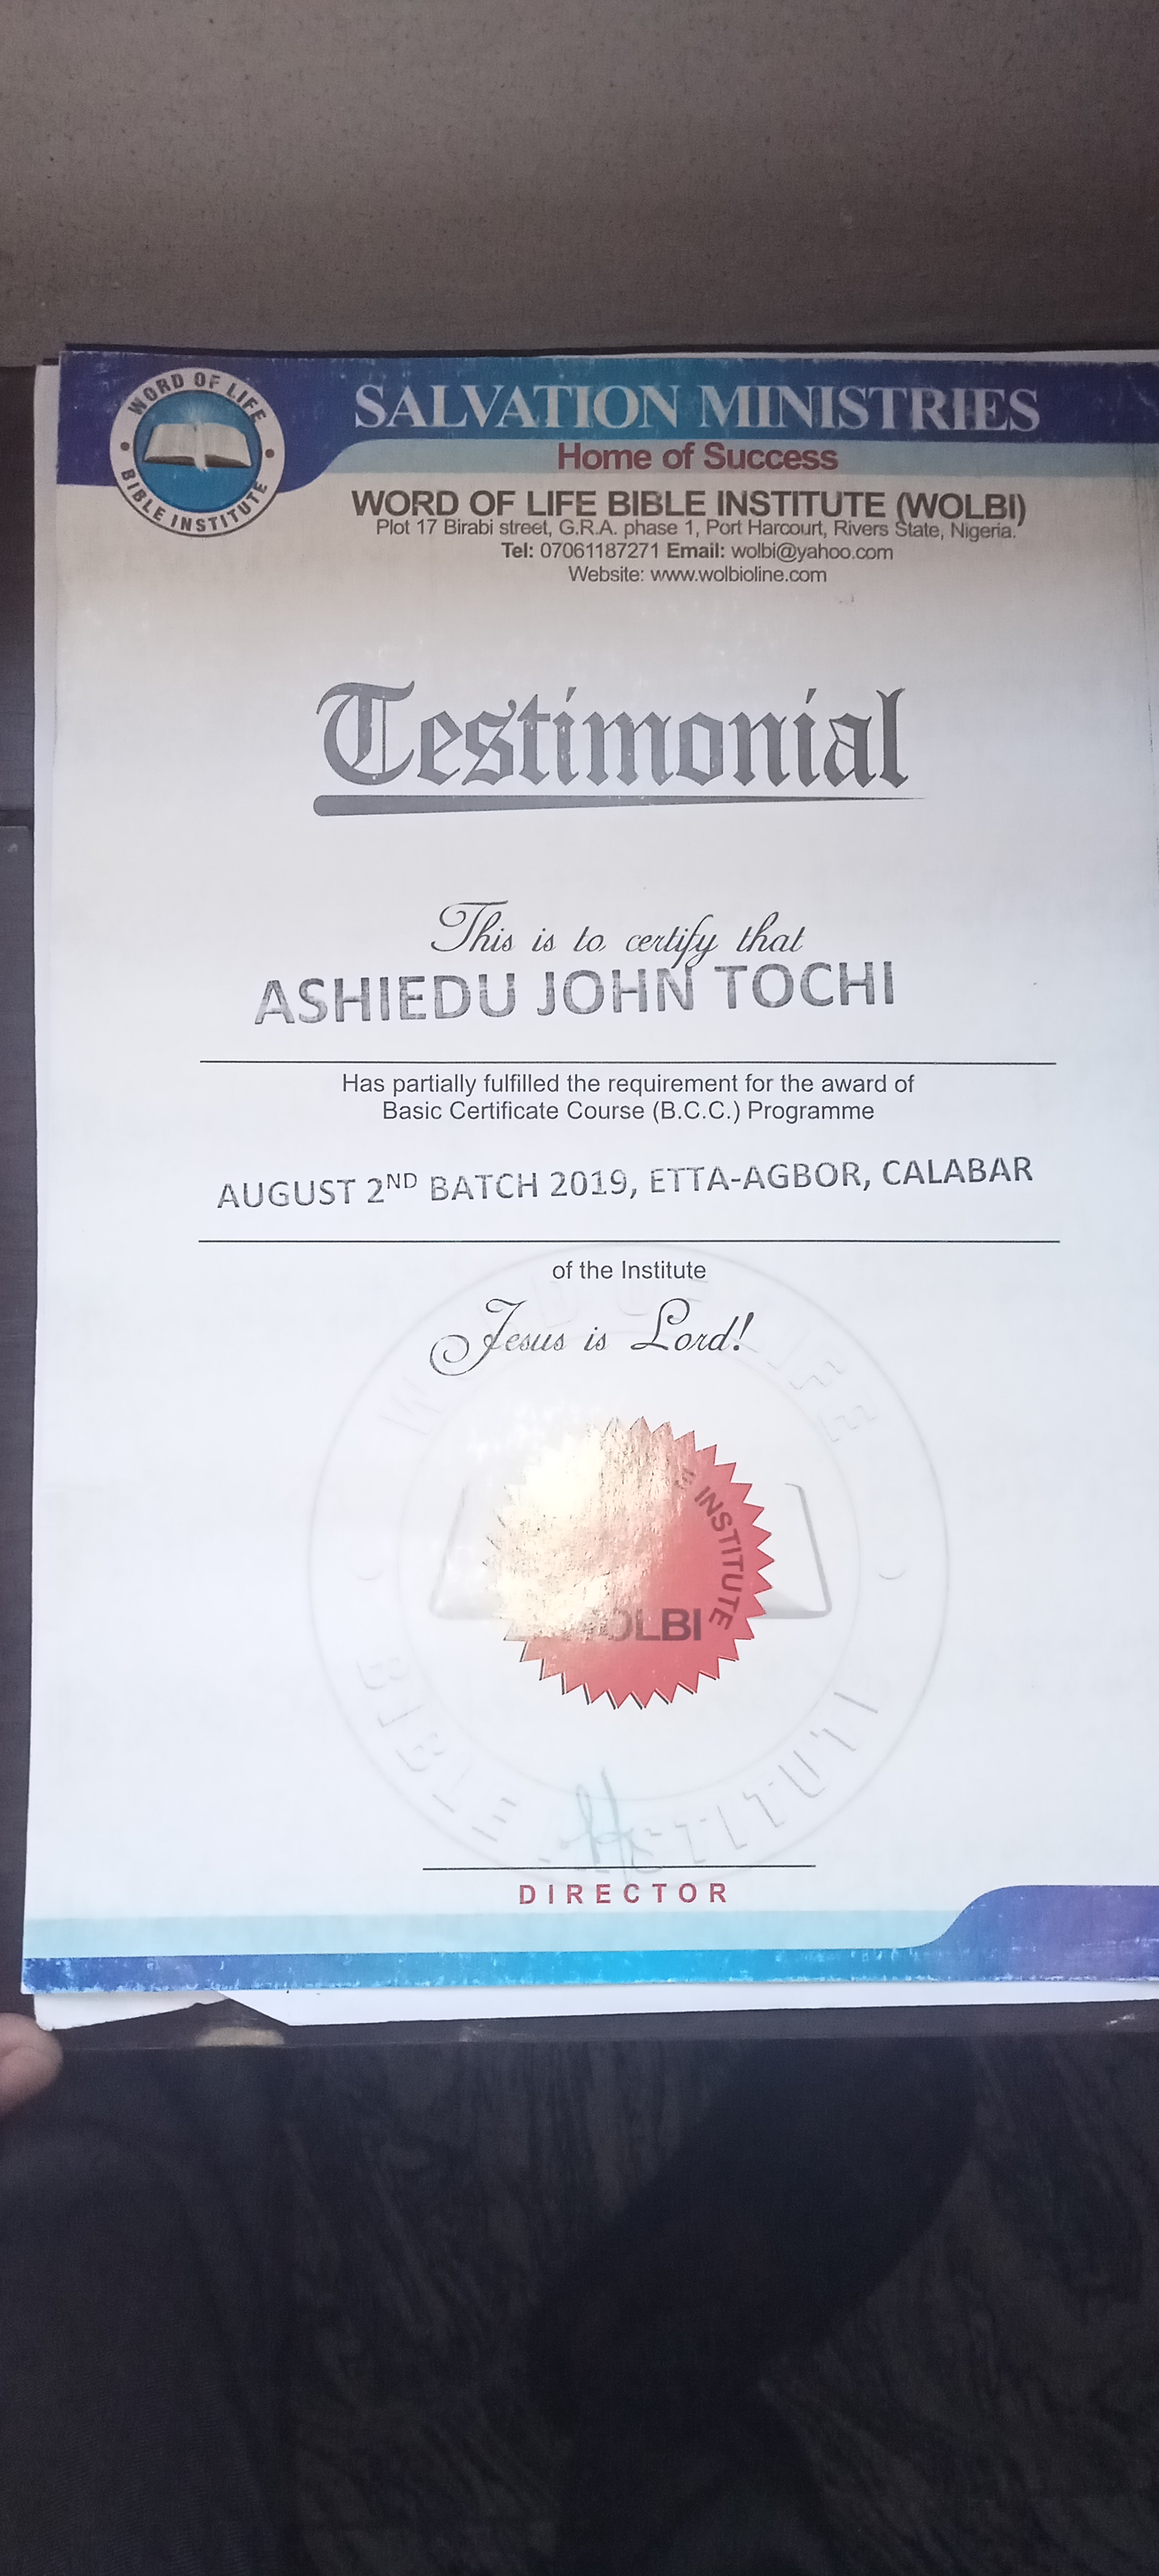 WORD OF LIFE
BIBLE INSTITUTE
SALVATION MINISTRIES
Home of Success
WORD OF LIFE BIBLE INSTITUTE (WOLBI)
Plot 17 Birabi street, G.R.A. phase 1, Port Harcourt, Rivers State, Nigeria.
Tel: 07061187271 Email: wolbi@yahoo.com
Website: www.wolbioline.com
Testimonial
This is to certify that
ASHIEDU JOHN TOCHI
Has partially fulfilled the requirement for the award of
Basic Certificate Course (B.C.C.) Programme
AUGUST 2ND BATCH 2019, ETTA-AGBOR, CALABAR
of the Institute
Jesus is Lord!
INSTITUTE
WOLBI
DIRECTOR